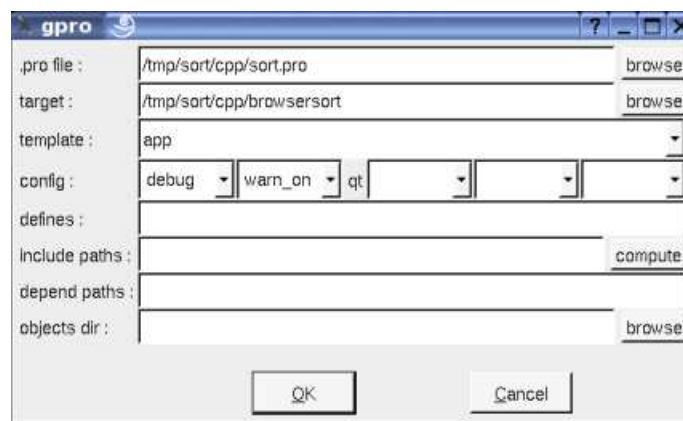 gpro ?
.pro file : /tmp/sort/cpp/sort.pro browse
target : /tmp/sort/cpp/browsersort browse
template : app
config : debug warn_on qt
defines :
include paths : compute
depend paths :
objects dir : browse
OK Cancel